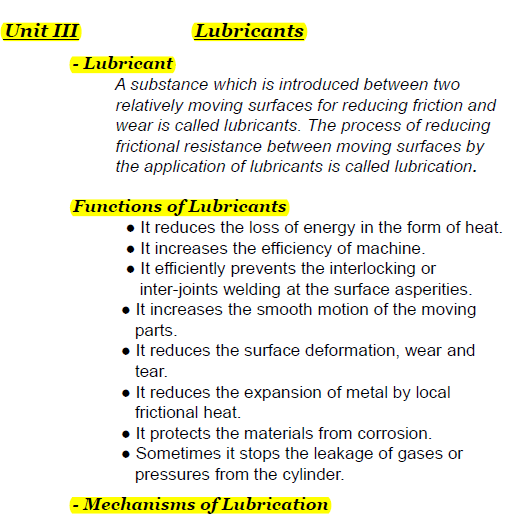 Unit III Lubricants
- Lubricant
A substance which is introduced between two
relatively moving surfaces for reducing friction and
wear is called lubricants. The process of reducing
frictional resistance between moving surfaces by
the application of lubricants is called lubrication.
Functions of Lubricants
● It reduces the loss of energy in the form of heat.
● It increases the efficiency of machine.
● It efficiently prevents the interlocking or
inter-joints welding at the surface asperities.
● It increases the smooth motion of the moving
parts.
● It reduces the surface deformation, wear and
tear.
● It reduces the expansion of metal by local
frictional heat.
● It protects the materials from corrosion.
● Sometimes it stops the leakage of gases or
pressures from the cylinder.
- Mechanisms of Lubrication